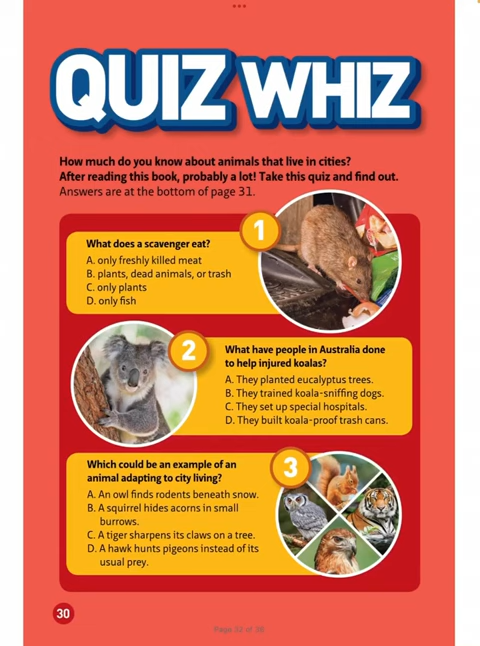 QUIZ WHIZ
How much do you know about animals that live in cities?
After reading this book, probably a lot! Take this quiz and find out.
Answers are at the bottom of page 31.
1
What does a scavenger eat?
A. only freshly killed meat
B. plants, dead animals, or trash
C. only plants
D. only fish
2
What have people in Australia done
to help injured koalas?
A. They planted eucalyptus trees.
B. They trained koala-sniffing dogs.
C. They set up special hospitals.
D. They built koala-proof trash cans.
3
Which could be an example of an
animal adapting to city living?
A. An owl finds rodents beneath snow.
B. A squirrel hides acorns in small
burrows.
C. A tiger sharpens its claws on a tree.
D. A hawk hunts pigeons instead of its
usual prey.
30